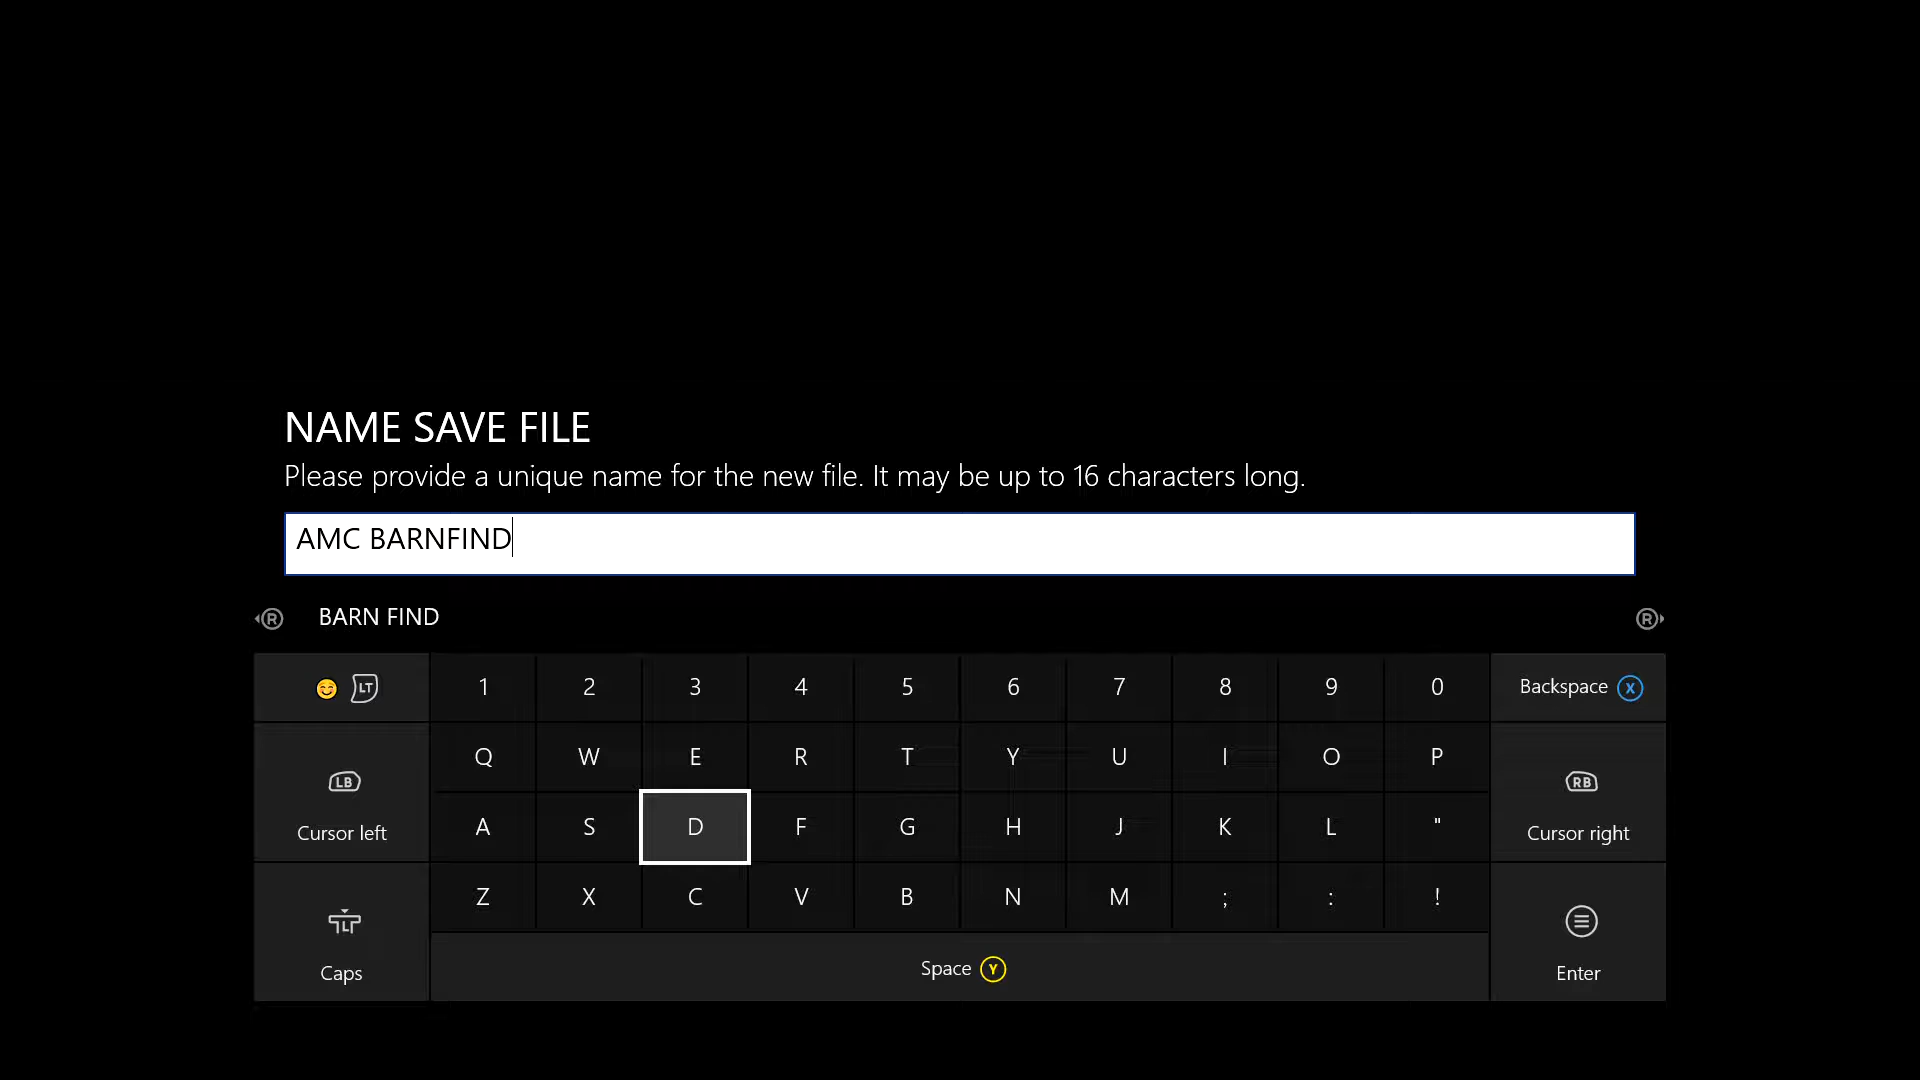 NAME SAVE FILE
Please provide a unique name for the new file. It may be up to 16 characters long.
AMC BARNFIND
R BARN FIND R
😊 LT 1 2 3 4 5 6 7 8 9 0 Backspace X
Q W E R T Y U I O P
LB RB
Cursor left A S D F G H J K L " Cursor right
Z X C V B N M ; : !
LT
Caps Space Y Enter